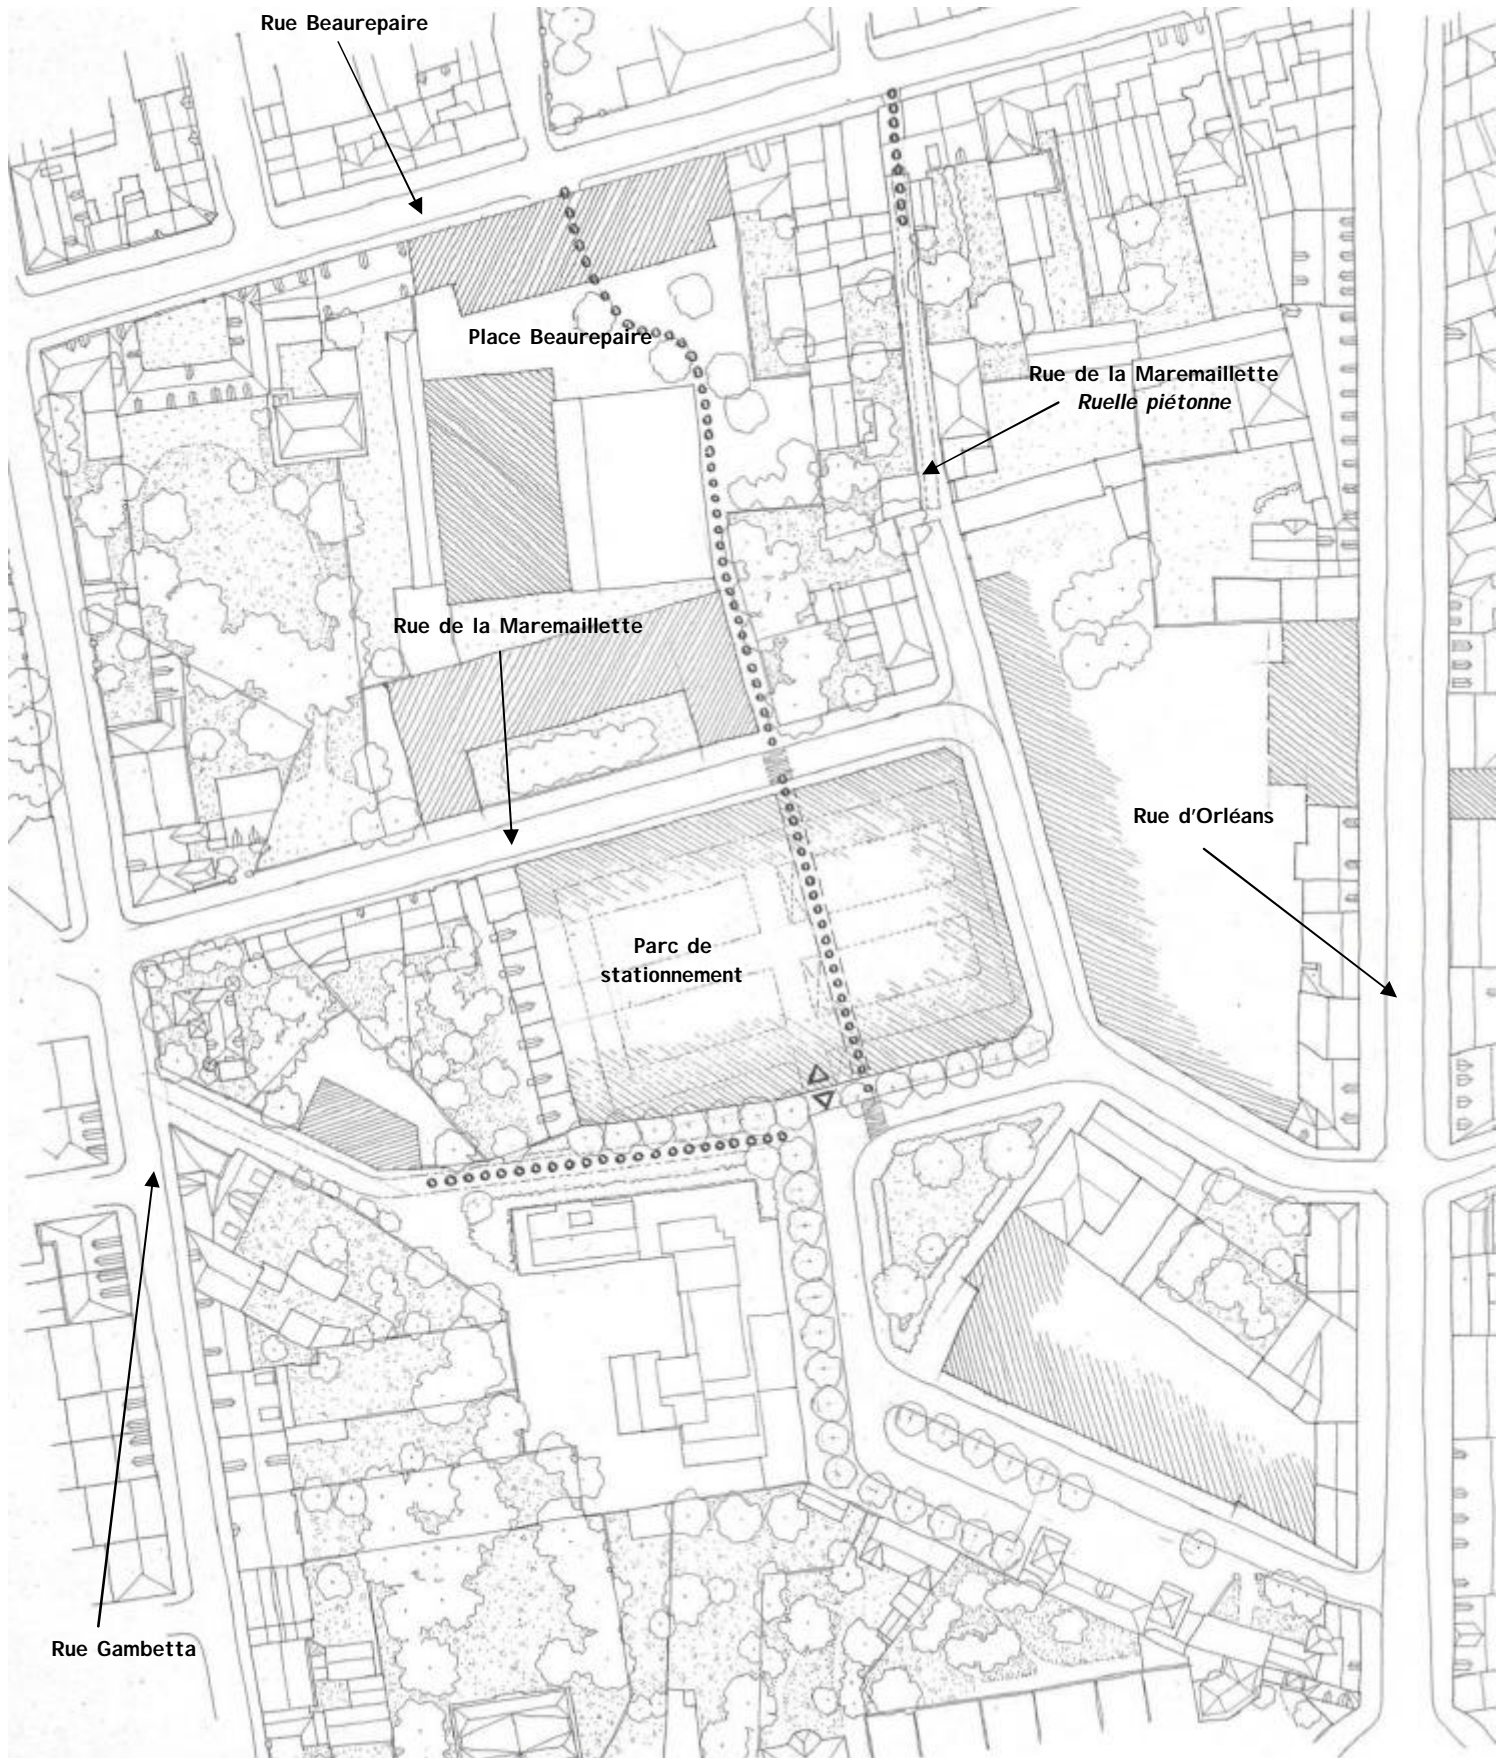 Rue Beaurepaire
Place Beaurepaire
Rue de la Maremaillette
Ruelle piétonne
Rue de la Maremaillette
Rue d'Orléans
Parc de
stationnement
Rue Gambetta